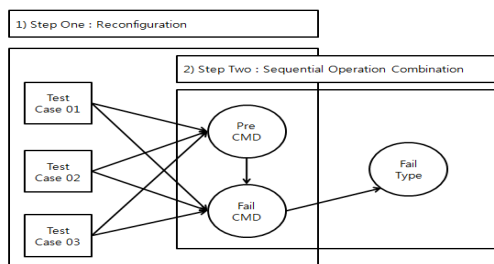 1) Step One : Reconfiguration
2) Step Two : Sequential Operation Combination
Test
Case 01
Pre
CMD
Test
Case 02
Fail
Type
Fail
CMD
Test
Case 03